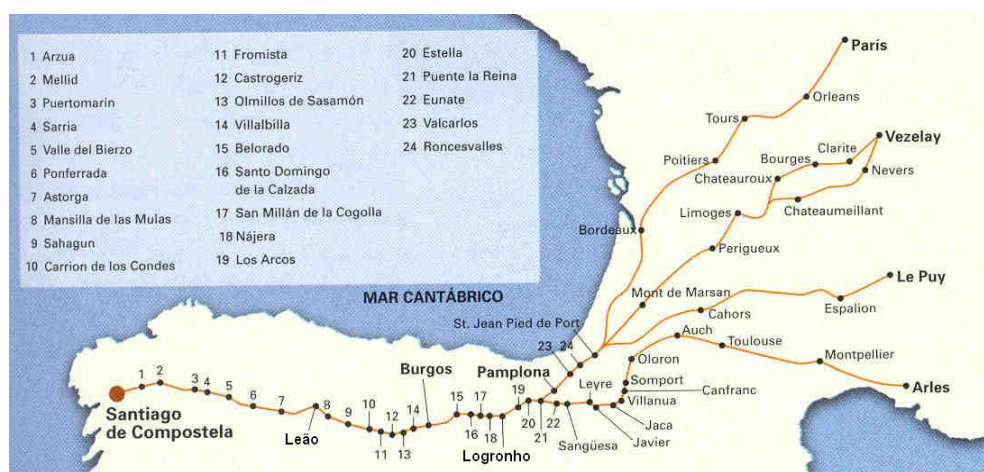 1 Arzua
2 Mellid
3 Puertomarín
4 Sarria
5 Valle del Bierzo
6 Ponferrada
7 Astorga
8 Mansilla de las Mulas
9 Sahagun
10 Carrion de los Condes
11 Fromista
12 Castrogeriz
13 Olmillos de Sasamón
14 Villalbilla
15 Belorado
16 Santo Domingo
de la Calzada
17 San Millán de la Cogolla
18 Nájera
19 Los Arcos
20 Estella
21 Puente la Reina
22 Eunate
23 Valcarlos
24 Roncesvalles
París
Orleans
Tours
Poitiers
Vezelay
Clarite
Bourges
Nevers
Chateauroux
Chateaumeillant
Limoges
Bordeaux
Perigueux
Le Puy
Mont de Marsan
Espalion
Cahors
MAR CANTÁBRICO
St. Jean Pied de Port
Auch
Toulouse
Montpellier
Arles
23
24
Oloron
Somport
Canfranc
Villanua
Jaca
Javier
Leyre
Sangüesa
Pamplona
Burgos
Logronho
Leão
Santiago
de Compostela
1
2
3
4
5
6
7
8
9
10
11
12
13
14
15
16
17
18
19
20
21
22